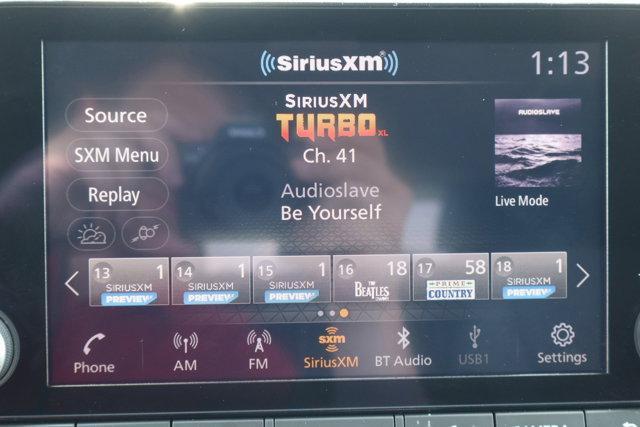 SiriusXM
1:13
Source
SXM Menu
Replay
SIRIUSXM
TURBO XL
Ch. 41
Audioslave
Be Yourself
AUDIOSLAVE
Live Mode
13 1
SIRIUSXM
PREVIEW
14 1
SIRIUSXM
PREVIEW
15 1
SIRIUSXM
PREVIEW
16 18
THE BEATLES
CHANNEL
17 58
PRIME
COUNTRY
18 1
SIRIUSXM
PREVIEW
Phone
AM
FM
sxm
SiriusXM
BT Audio
USB1
Settings
CAMERA